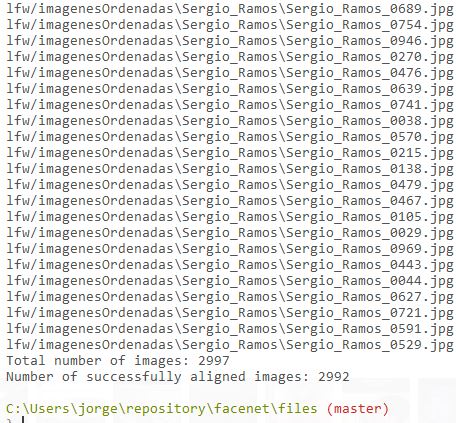 lfw/imagenesOrdenadas\Sergio_Ramos\Sergio_Ramos_0689.jpg
lfw/imagenesOrdenadas\Sergio_Ramos\Sergio_Ramos_0754.jpg
lfw/imagenesOrdenadas\Sergio_Ramos\Sergio_Ramos_0946.jpg
lfw/imagenesOrdenadas\Sergio_Ramos\Sergio_Ramos_0270.jpg
lfw/imagenesOrdenadas\Sergio_Ramos\Sergio_Ramos_0476.jpg
lfw/imagenesOrdenadas\Sergio_Ramos\Sergio_Ramos_0639.jpg
lfw/imagenesOrdenadas\Sergio_Ramos\Sergio_Ramos_0741.jpg
lfw/imagenesOrdenadas\Sergio_Ramos\Sergio_Ramos_0038.jpg
lfw/imagenesOrdenadas\Sergio_Ramos\Sergio_Ramos_0570.jpg
lfw/imagenesOrdenadas\Sergio_Ramos\Sergio_Ramos_0215.jpg
lfw/imagenesOrdenadas\Sergio_Ramos\Sergio_Ramos_0138.jpg
lfw/imagenesOrdenadas\Sergio_Ramos\Sergio_Ramos_0479.jpg
lfw/imagenesOrdenadas\Sergio_Ramos\Sergio_Ramos_0467.jpg
lfw/imagenesOrdenadas\Sergio_Ramos\Sergio_Ramos_0105.jpg
lfw/imagenesOrdenadas\Sergio_Ramos\Sergio_Ramos_0029.jpg
lfw/imagenesOrdenadas\Sergio_Ramos\Sergio_Ramos_0969.jpg
lfw/imagenesOrdenadas\Sergio_Ramos\Sergio_Ramos_0443.jpg
lfw/imagenesOrdenadas\Sergio_Ramos\Sergio_Ramos_0044.jpg
lfw/imagenesOrdenadas\Sergio_Ramos\Sergio_Ramos_0627.jpg
lfw/imagenesOrdenadas\Sergio_Ramos\Sergio_Ramos_0721.jpg
lfw/imagenesOrdenadas\Sergio_Ramos\Sergio_Ramos_0591.jpg
lfw/imagenesOrdenadas\Sergio_Ramos\Sergio_Ramos_0529.jpg
Total number of images: 2997
Number of successfully aligned images: 2992
C:\Users\jorge\repository\facenet\files (master)